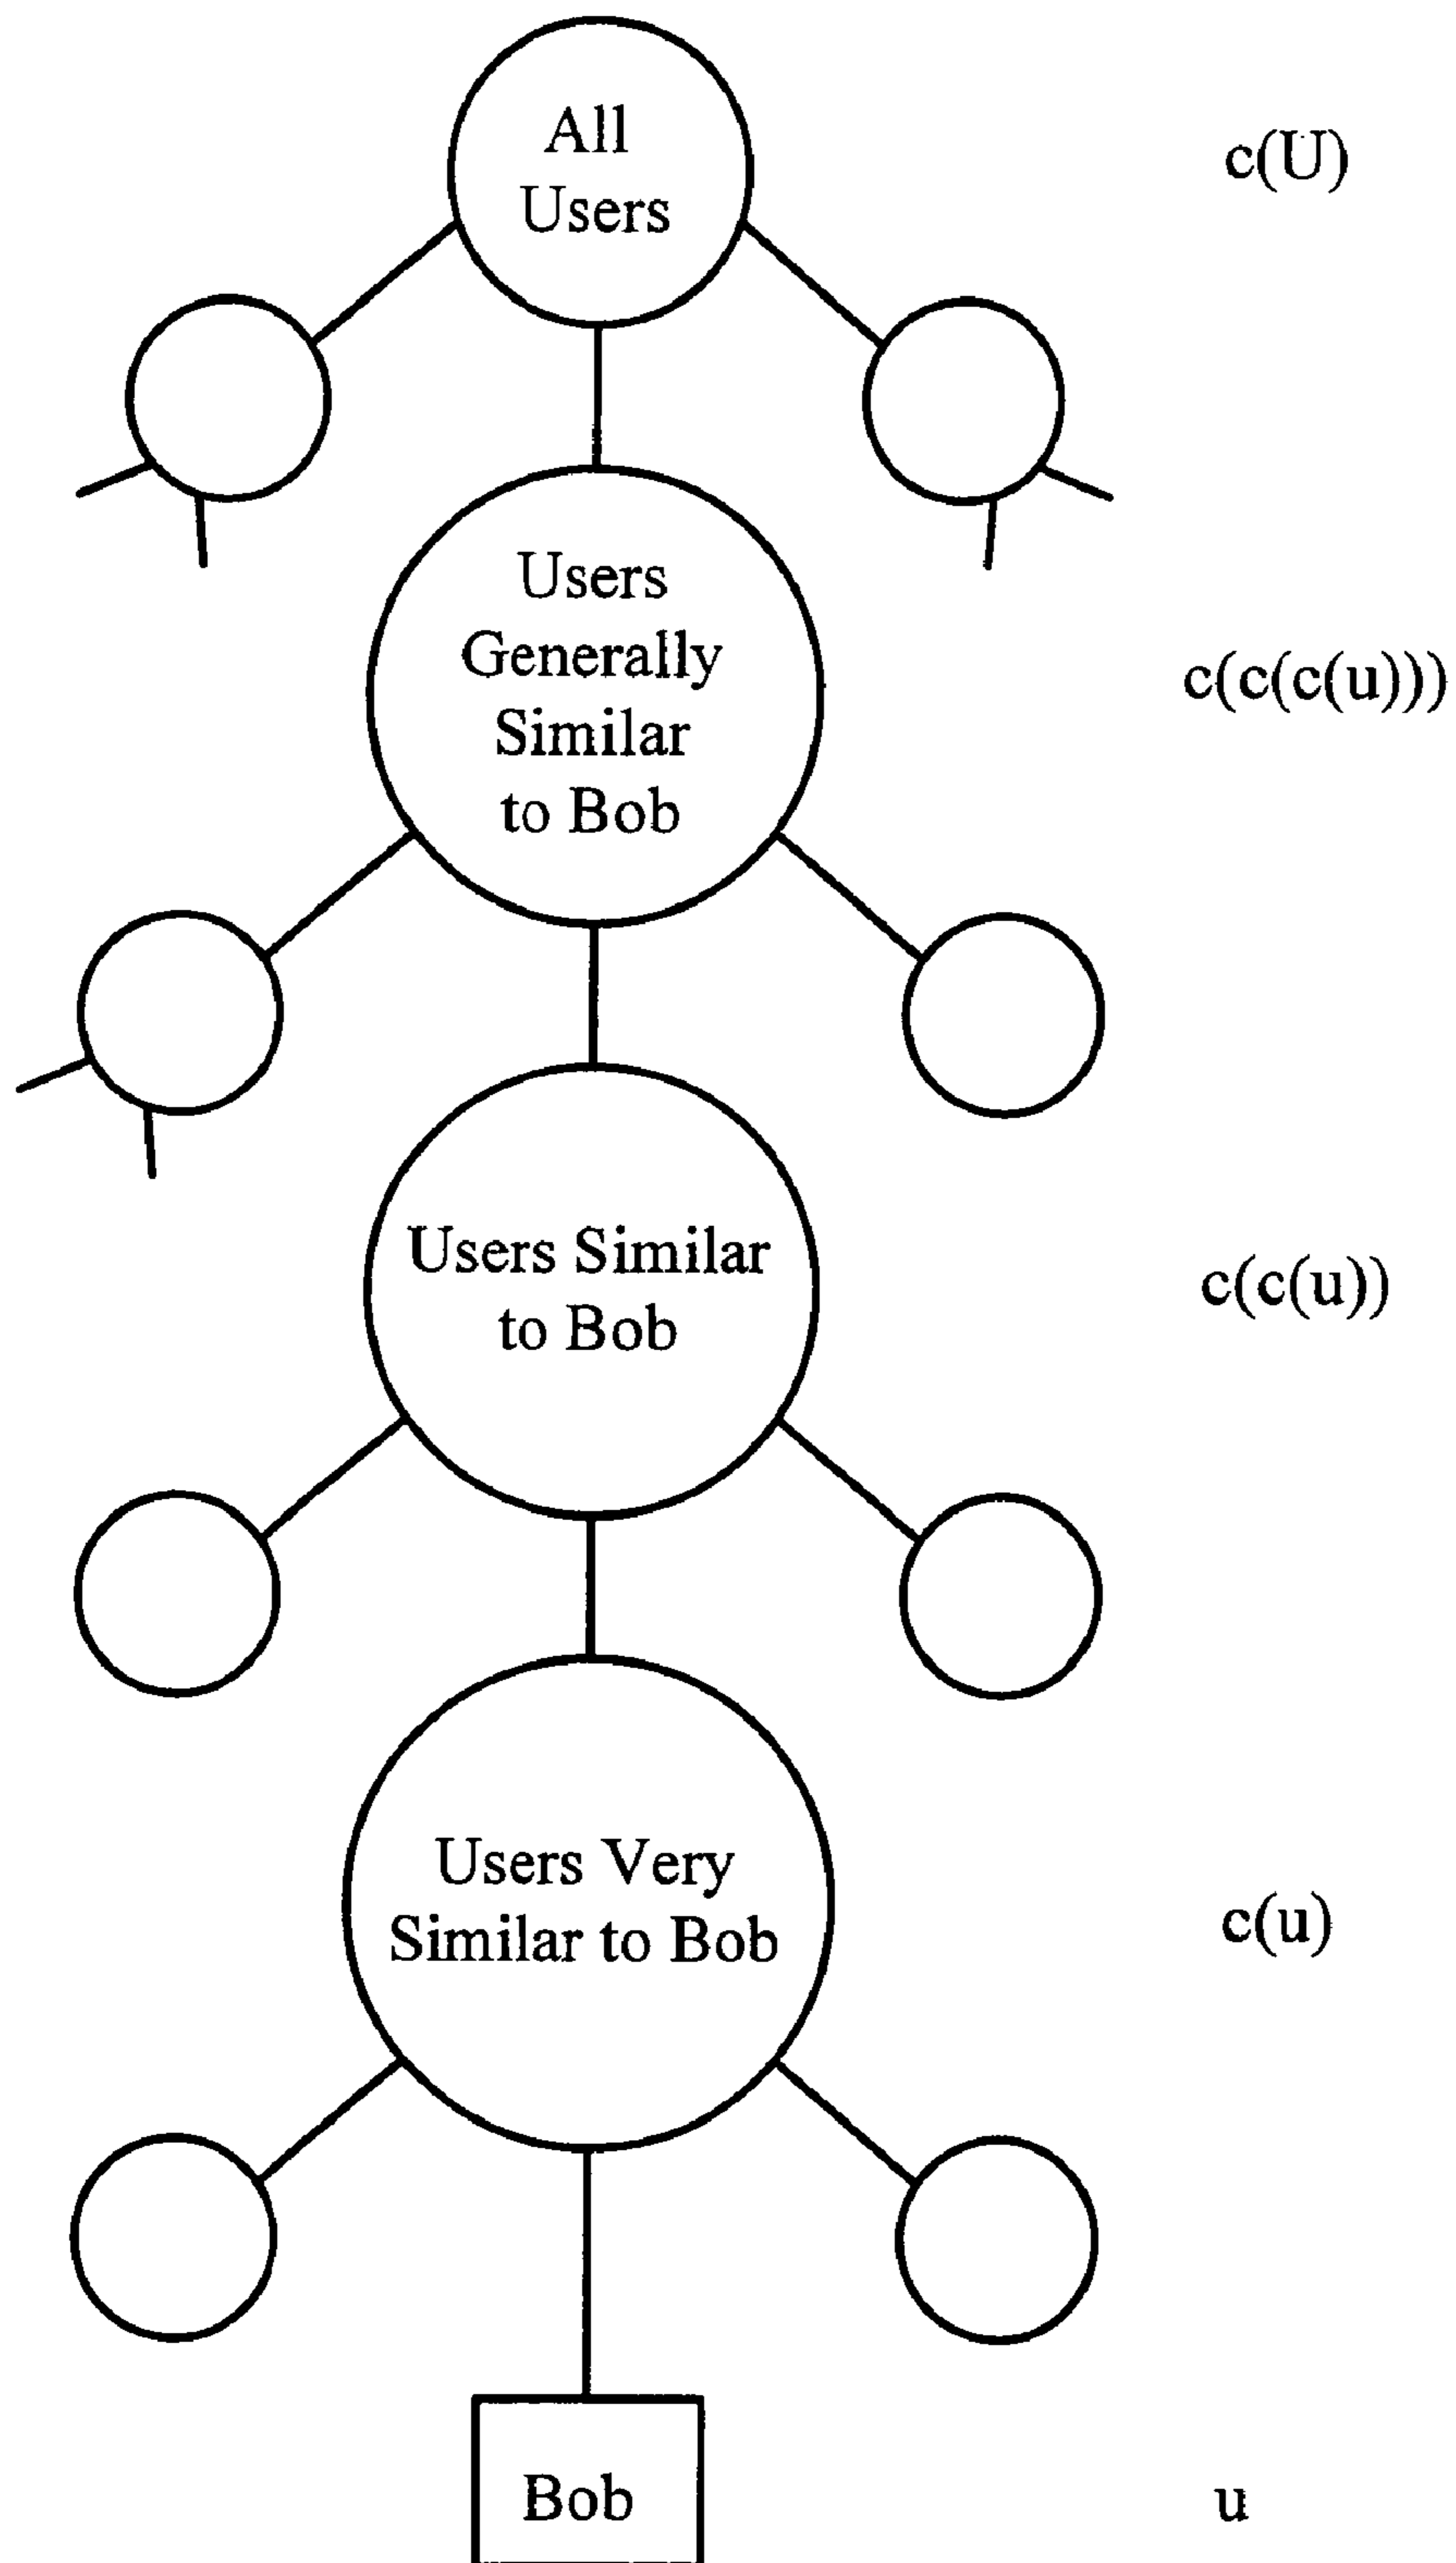 All
Users
c(U)
Users
Generally
Similar
to Bob
c(c(c(u)))
Users Similar
to Bob
c(c(u))
Users Very
Similar to Bob
c(u)
Bob
u